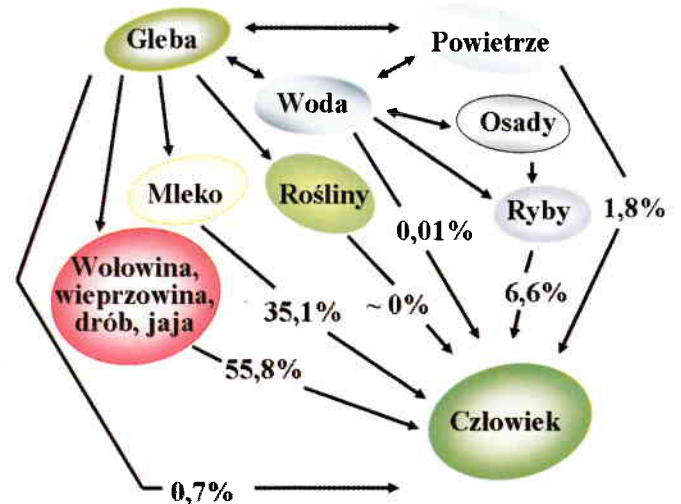 Gleba
Powietrze
Woda
Osady
Mleko
Rośliny
Ryby
1,8%
0,01%
Wołowina,
wieprzowina,
drób, jaja
35,1%
~ 0%
6,6%
55,8%
Człowiek
0,7%